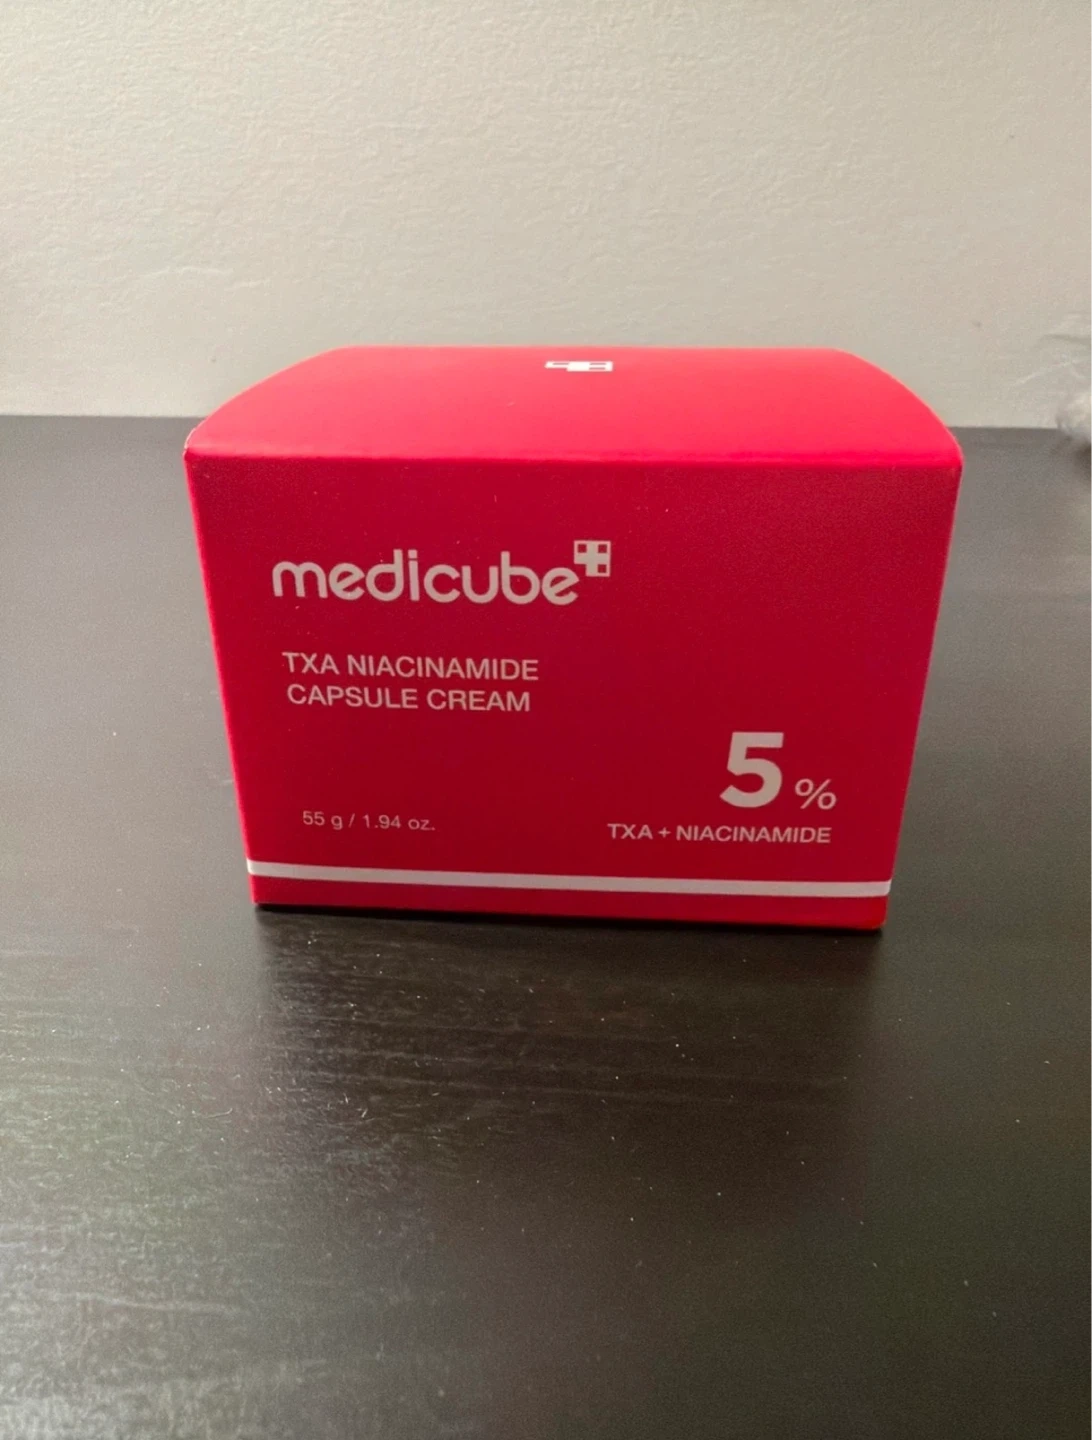 medicube
TXA NIACINAMIDE
CAPSULE CREAM
5 %
55 g / 1.94 oz.
TXA + NIACINAMIDE